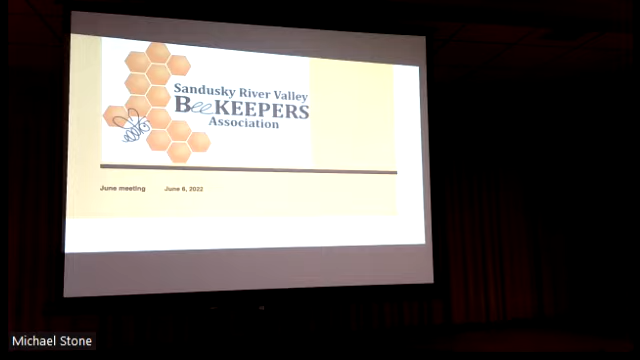 Sandusky River Valley
BeeKEEPERS
Association
June meeting June 6, 2022
Michael Stone